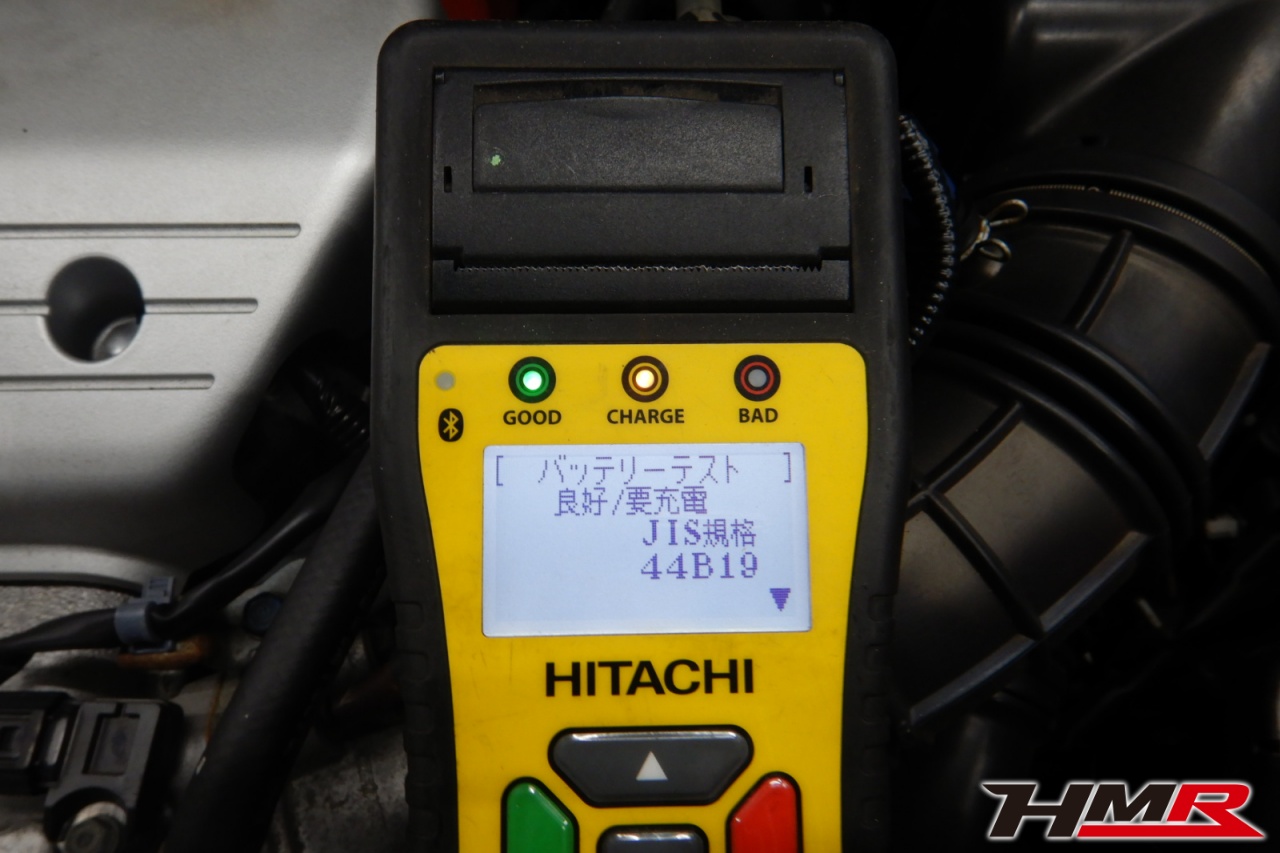 GOOD CHARGE BAD
[ バッテリーテスト ]
良好/要充電
JIS規格
44B19
HITACHI
HMR